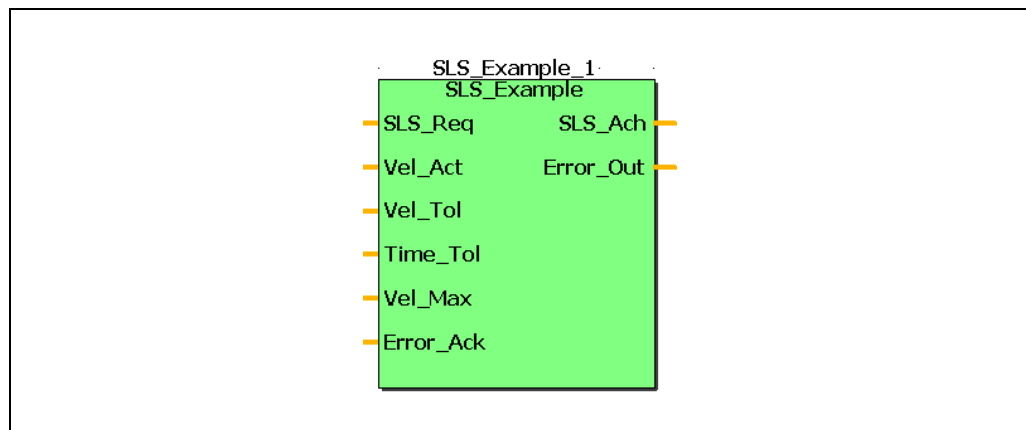 SLS_Example_1
SLS_Example
SLS_Req SLS_Ach
Vel_Act Error_Out
Vel_Tol
Time_Tol
Vel_Max
Error_Ack